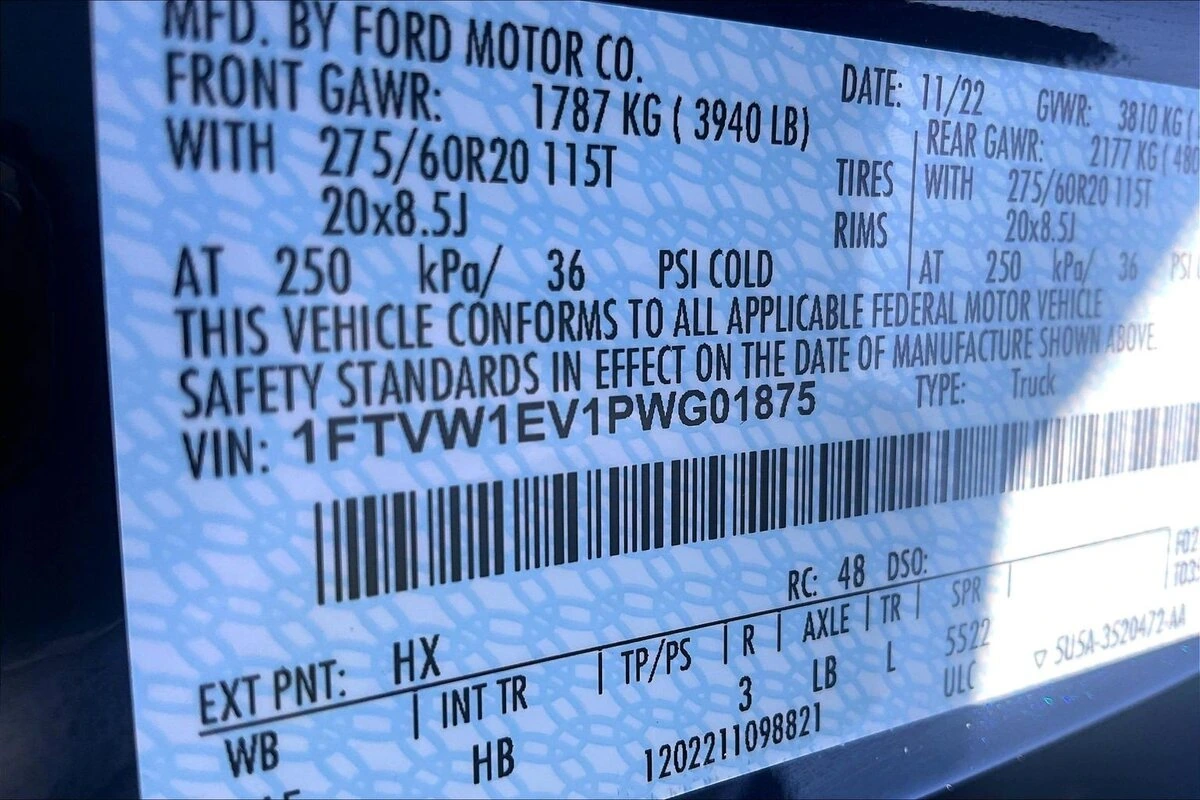 MFD. BY FORD MOTOR CO.
DATE: 11/22 GVWR: 3810 KG (
FRONT GAWR: 1787 KG ( 3940 LB)
REAR GAWR: 2177 KG ( 480
WITH 275/60R20 115T TIRES WITH 275/60R20 115T
20x8.5J RIMS 20x8.5J
AT 250 kPa/ 36 PSI COLD AT 250 kPa/ 36 PSI
THIS VEHICLE CONFORMS TO ALL APPLICABLE FEDERAL MOTOR VEHICLE
SAFETY STANDARDS IN EFFECT ON THE DATE OF MANUFACTURE SHOWN ABOVE.
VIN: 1FTVW1EV1PWG01875 TYPE: Truck
EXT PNT: HX RC: 48 DSO:
WB | INT TR | TP/PS | R | AXLE | TR | SPR |
HB 3 LB L 5522
1202211098821 ULC ▽ SU5A-3520472-AA